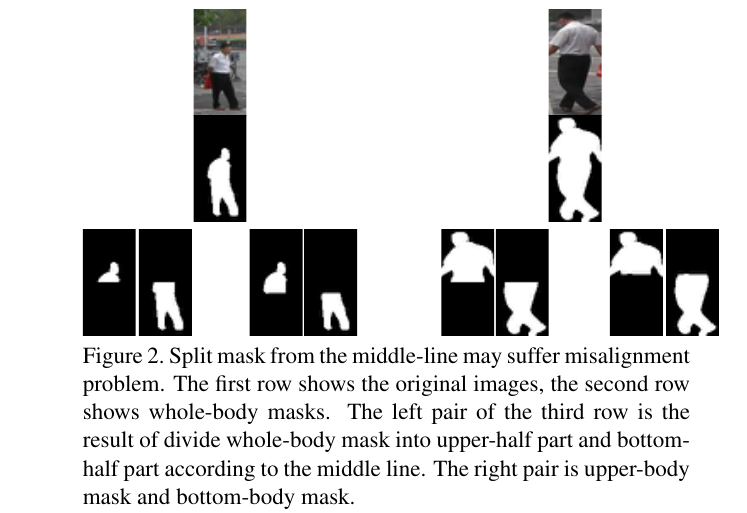 Figure 2. Split mask from the middle-line may suffer misalignment
problem. The first row shows the original images, the second row
shows whole-body masks. The left pair of the third row is the
result of divide whole-body mask into upper-half part and bottom-
half part according to the middle line. The right pair is upper-body
mask and bottom-body mask.